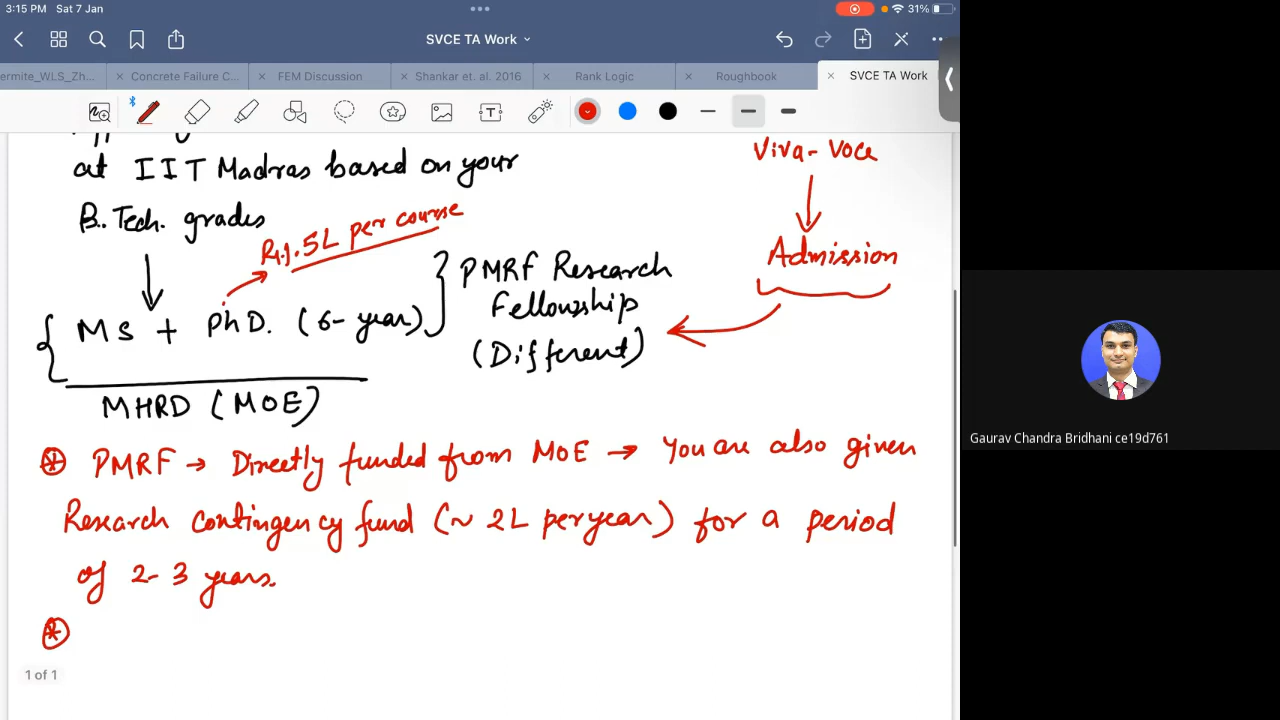 3:15 PM Sat 7 Jan
31%
SVCE TA Work
ermite_WLS_Zh...
Concrete Failure C...
FEM Discussion
Shankar et. al. 2016
Rank Logic
Roughbook
SVCE TA Work
at IIT Madras based on your
B. Tech. grades
Viva-Voce
Admission
MS + PhD. (6-year)
MHRD (MOE)
PMRF Research
Fellowship
(Different)
.5L per course
PMRF → Directly funded from MOE → You are also given
Research contingency fund (~ 2L per year) for a period
of 2-3 years.
1 of 1
Gaurav Chandra Bridhani ce19d761